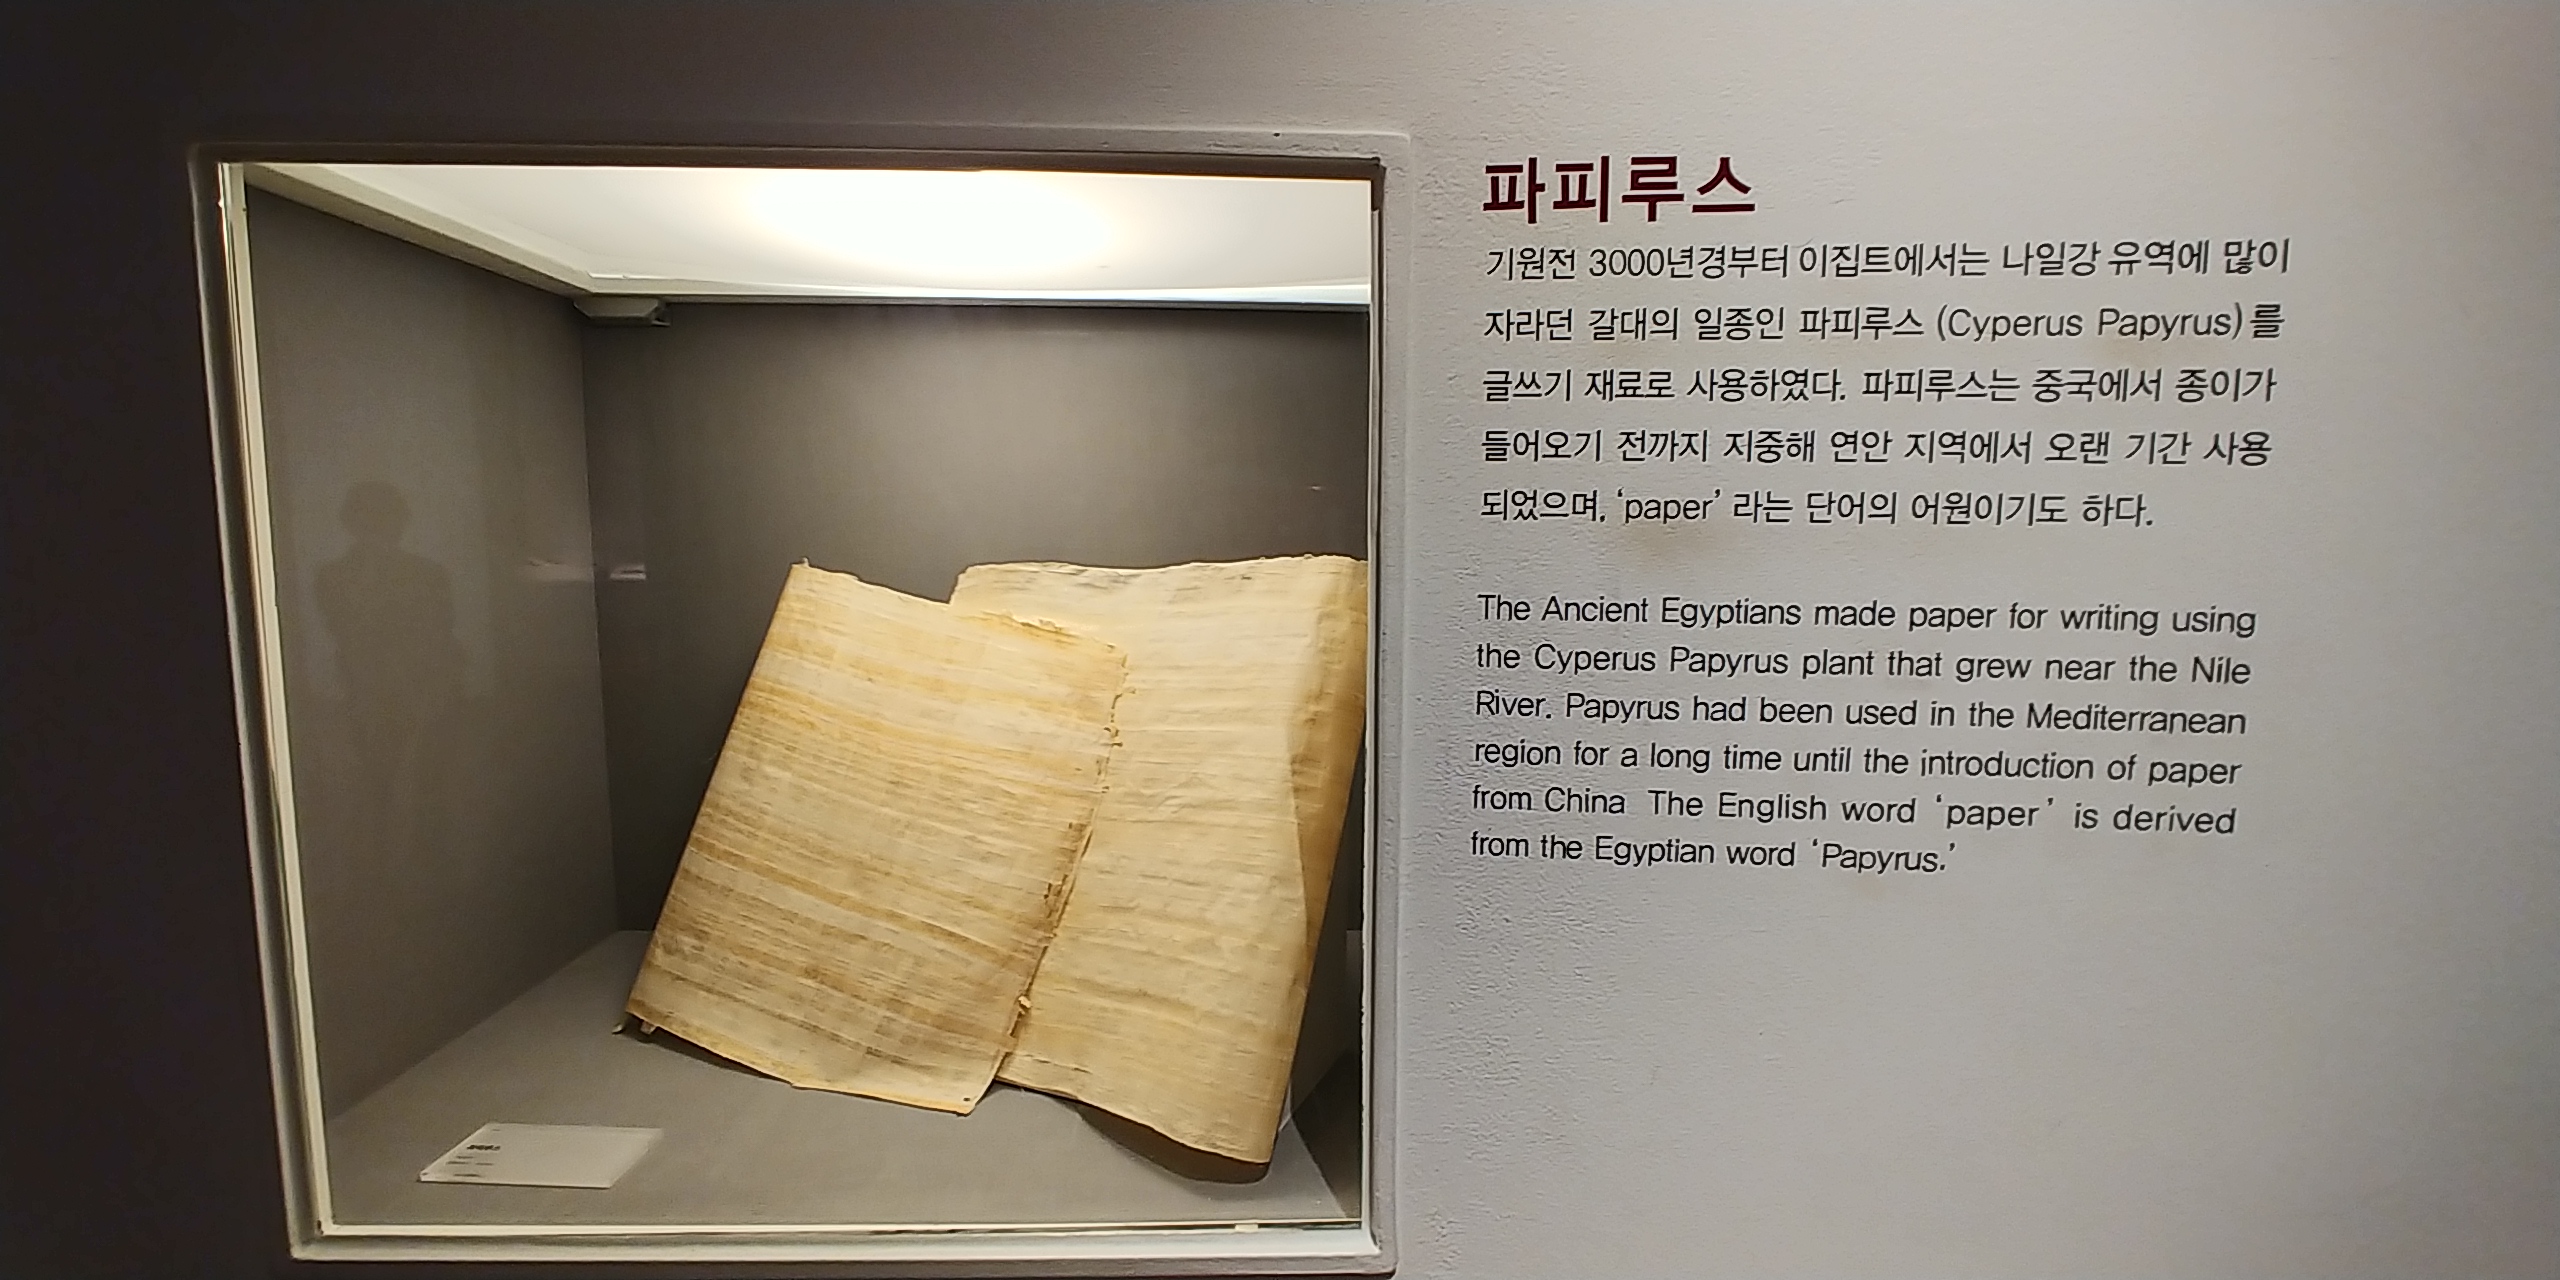 파피루스
기원전 3000년경부터 이집트에서는 나일강 유역에 많이
자라던 갈대의 일종인 파피루스 (Cyperus Papyrus)를
글쓰기 재료로 사용하였다. 파피루스는 중국에서 종이가
들어오기 전까지 지중해 연안 지역에서 오랜 기간 사용
되었으며, ‘paper’ 라는 단어의 어원이기도 하다.
The Ancient Egyptians made paper for writing using
the Cyperus Papyrus plant that grew near the Nile
River. Papyrus had been used in the Mediterranean
region for a long time until the introduction of paper
from China The English word ‘paper’ is derived
from the Egyptian word ‘Papyrus.’
파피루스